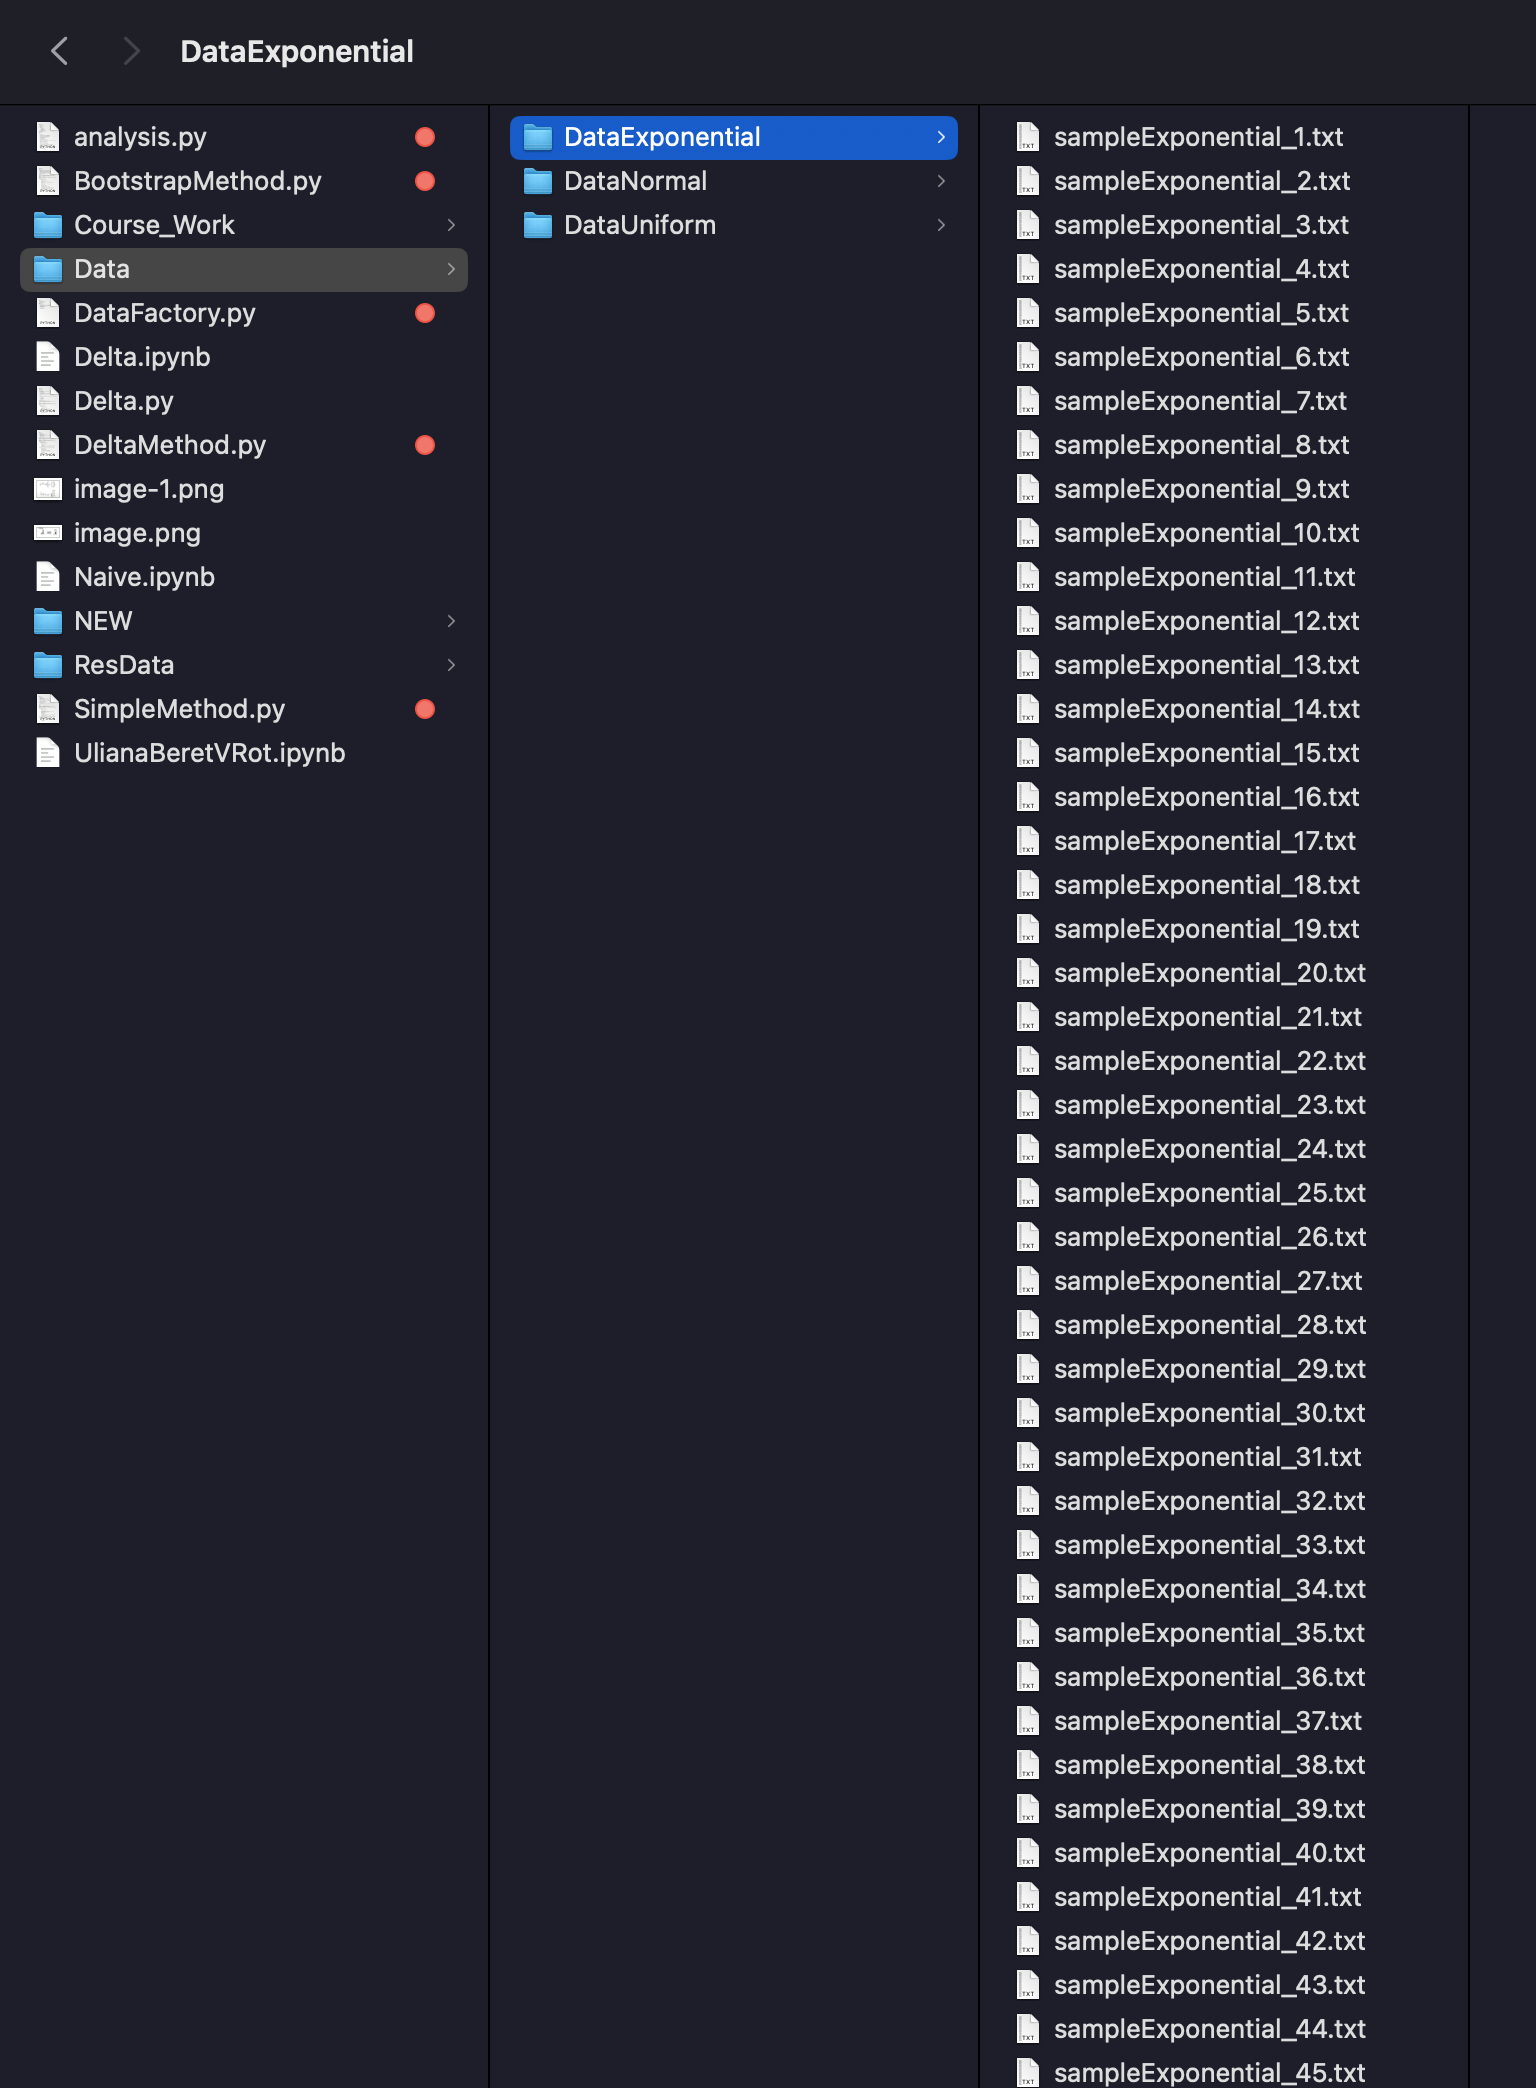 DataExponential
analysis.py
BootstrapMethod.py
Course_Work
Data
DataFactory.py
Delta.ipynb
Delta.py
DeltaMethod.py
image-1.png
image.png
Naive.ipynb
NEW
ResData
SimpleMethod.py
UlianaBeretVRot.ipynb
DataExponential
DataNormal
DataUniform
sampleExponential_1.txt
sampleExponential_2.txt
sampleExponential_3.txt
sampleExponential_4.txt
sampleExponential_5.txt
sampleExponential_6.txt
sampleExponential_7.txt
sampleExponential_8.txt
sampleExponential_9.txt
sampleExponential_10.txt
sampleExponential_11.txt
sampleExponential_12.txt
sampleExponential_13.txt
sampleExponential_14.txt
sampleExponential_15.txt
sampleExponential_16.txt
sampleExponential_17.txt
sampleExponential_18.txt
sampleExponential_19.txt
sampleExponential_20.txt
sampleExponential_21.txt
sampleExponential_22.txt
sampleExponential_23.txt
sampleExponential_24.txt
sampleExponential_25.txt
sampleExponential_26.txt
sampleExponential_27.txt
sampleExponential_28.txt
sampleExponential_29.txt
sampleExponential_30.txt
sampleExponential_31.txt
sampleExponential_32.txt
sampleExponential_33.txt
sampleExponential_34.txt
sampleExponential_35.txt
sampleExponential_36.txt
sampleExponential_37.txt
sampleExponential_38.txt
sampleExponential_39.txt
sampleExponential_40.txt
sampleExponential_41.txt
sampleExponential_42.txt
sampleExponential_43.txt
sampleExponential_44.txt
sampleExponential_45.txt